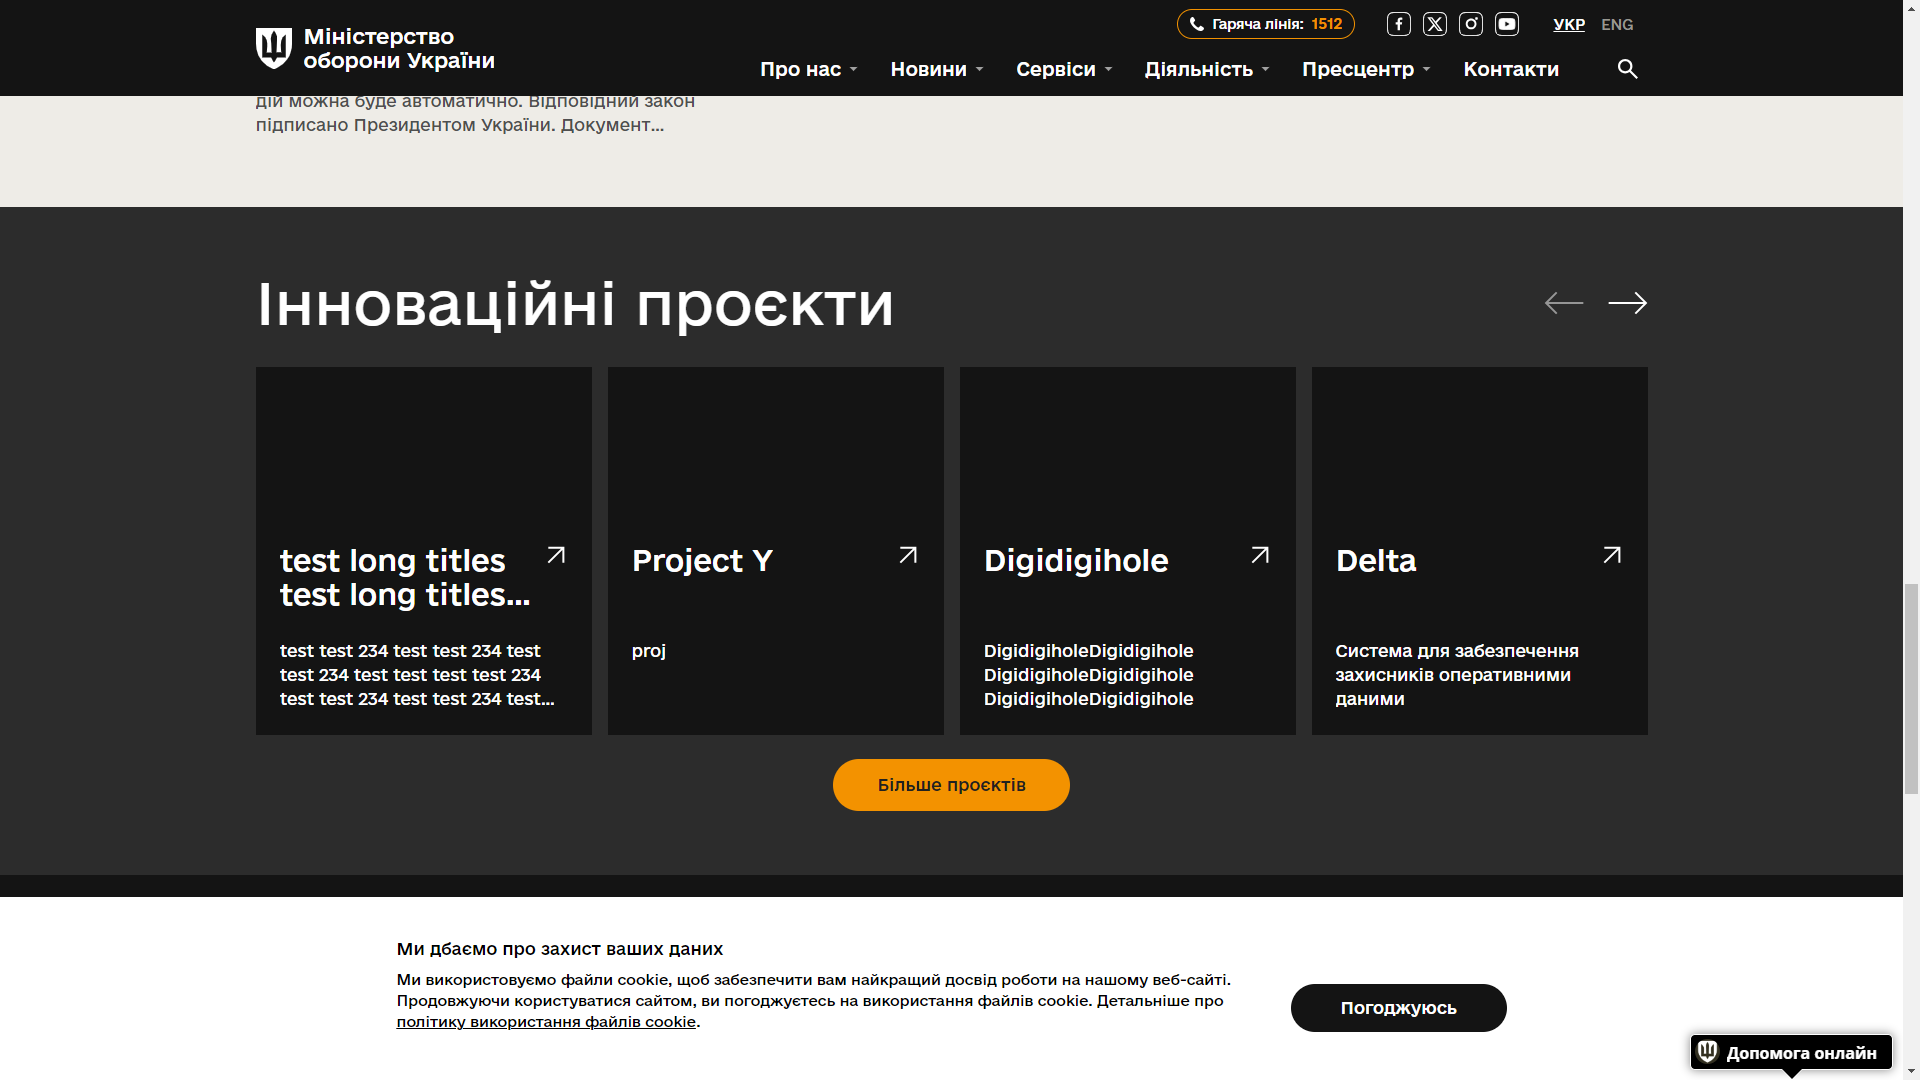 Міністерство
оборони України
Гаряча лінія: 1512
УКР ENG
Про нас Новини Сервіси Діяльність Пресцентр Контакти
дій можна буде автоматично. Відповідний закон
підписано Президентом України. Документ...
Інноваційні проєкти
test long titles
test long titles...
test test 234 test test 234 test
test 234 test test test test 234
test test 234 test test 234 test...
Project Y
proj
Digidigihole
DigidigiholeDigidigihole
DigidigiholeDigidigihole
DigidigiholeDigidigihole
Delta
Система для забезпечення
захисників оперативними
даними
Більше проєктів
Ми дбаємо про захист ваших даних
Ми використовуємо файли cookie, щоб забезпечити вам найкращий досвід роботи на нашому веб-сайті.
Продовжуючи користуватися сайтом, ви погоджуєтесь на використання файлів cookie. Детальніше про
політику використання файлів cookie.
Погоджуюсь
Допомога онлайн